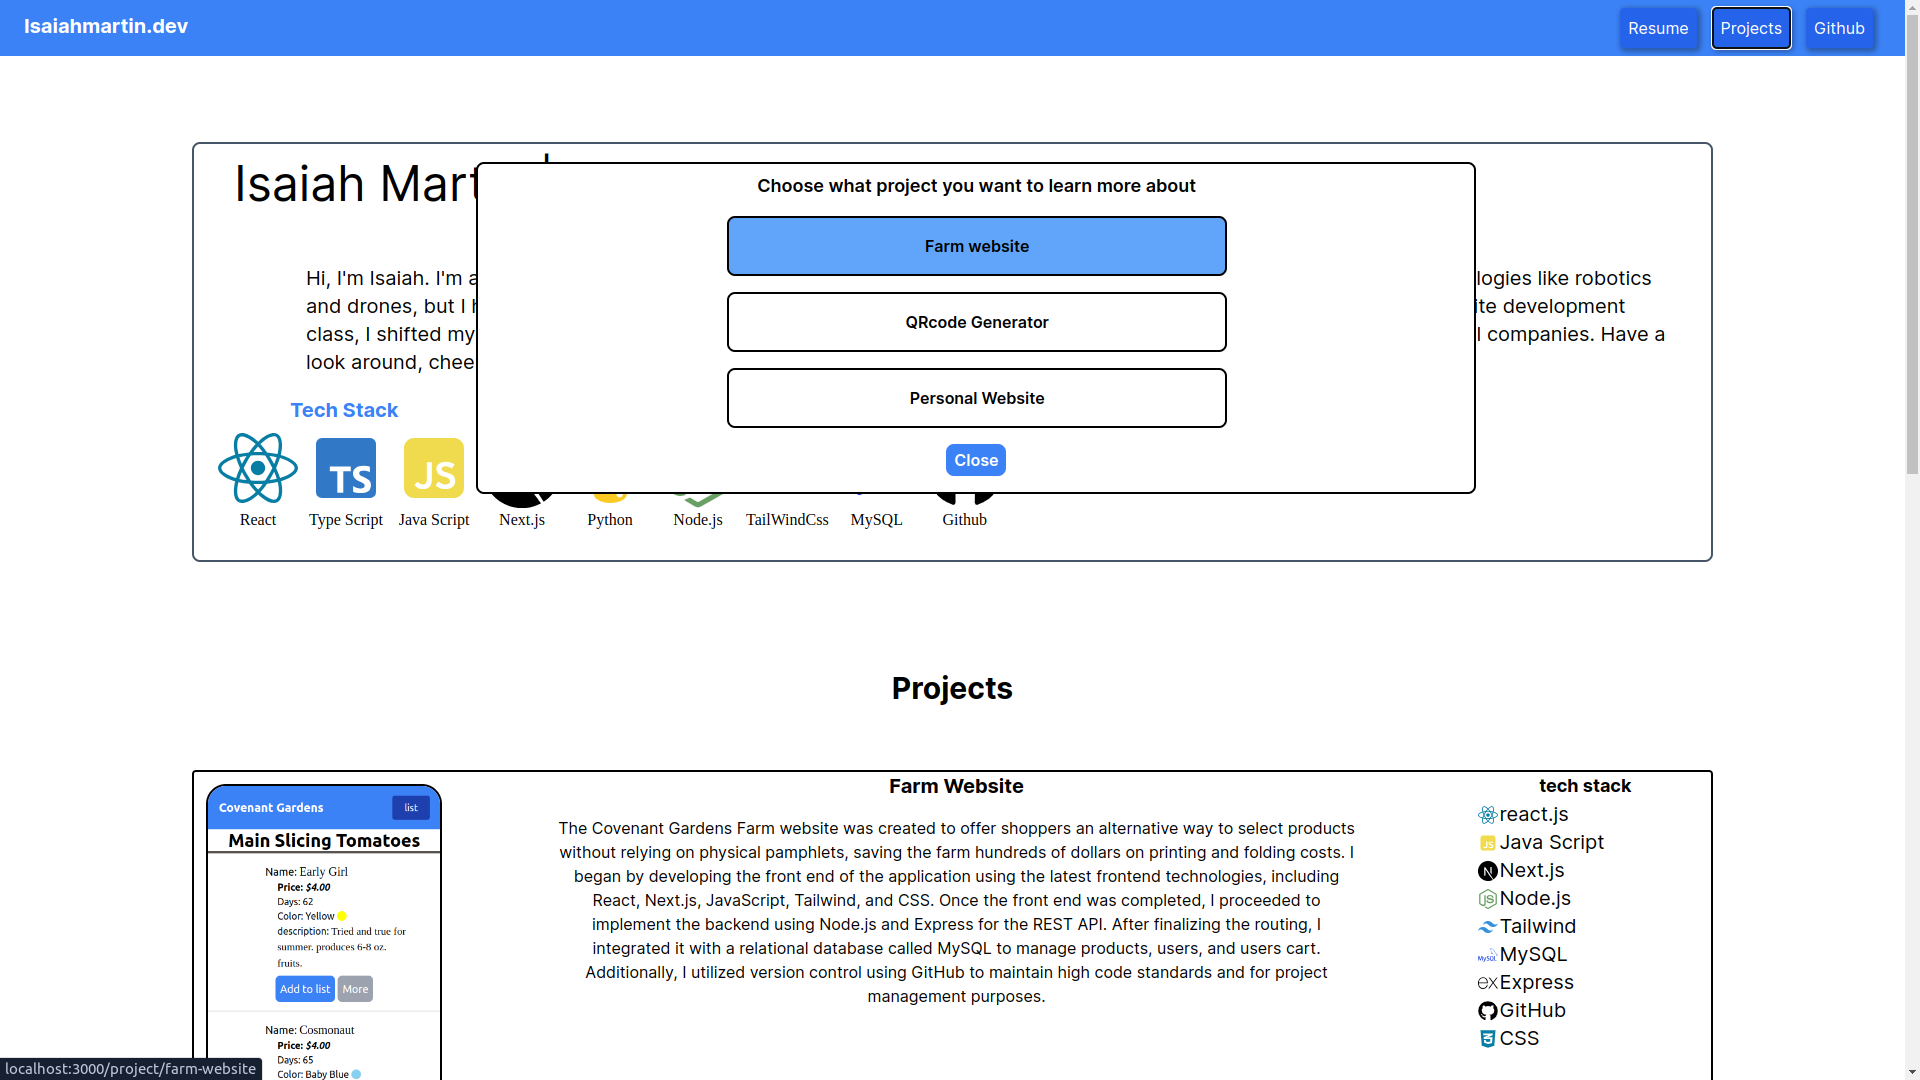 Isaiahmartin.dev
Resume
Projects
Github
Isaiah Mart
Choose what project you want to learn more about
Farm website
QRcode Generator
Personal Website
Close
Hi, I'm Isaiah. I'm a
logies like robotics
and drones, but I
development
class, I shifted my
companies. Have a
look around,
Tech Stack
TS
JS
React
Type Script
Java Script
Next.js
Python
Node.js
TailWindCss
MySQL
Github
Projects
Covenant Gardens
list
Main Slicing Tomatoes
Name: Early Girl
Price: $4.00
Days: 62
Color: Yellow
description: Tried and true for
summer. produces 6-8 oz.
fruits.
Add to list
More
Name: Cosmonaut
Price: $4.00
Days: 65
Color: Baby Blue
Farm Website
The Covenant Gardens Farm website was created to offer shoppers an alternative way to select products
without relying on physical pamphlets, saving the farm hundreds of dollars on printing and folding costs. I
began by developing the front end of the application using the latest frontend technologies, including
React, Next.js, JavaScript, Tailwind, and CSS. Once the front end was completed, I proceeded to
implement the backend using Node.js and Express for the REST API. After finalizing the routing, I
integrated it with a relational database called MySQL to manage products, users, and users cart.
Additionally, I utilized version control using GitHub to maintain high code standards and for project
management purposes.
tech stack
react.js
JS Java Script
N Next.js
JS Node.js
Tailwind
MySQL MySQL
ex Express
GitHub
CSS
localhost:3000/project/farm-website